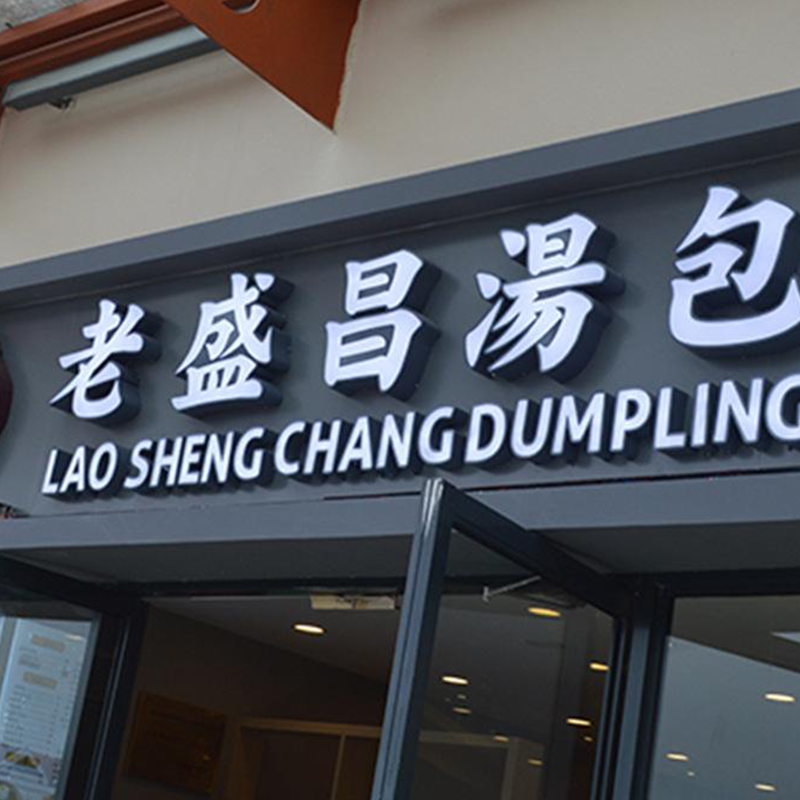 老盛昌湯包
LAO SHENG CHANG DUMPLING